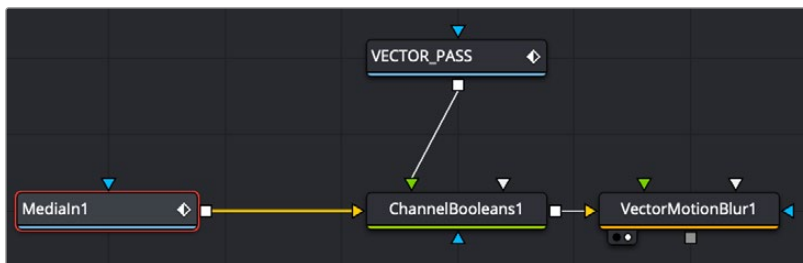 VECTOR_PASS
MediaIn1
ChannelBooleans1
VectorMotionBlur1